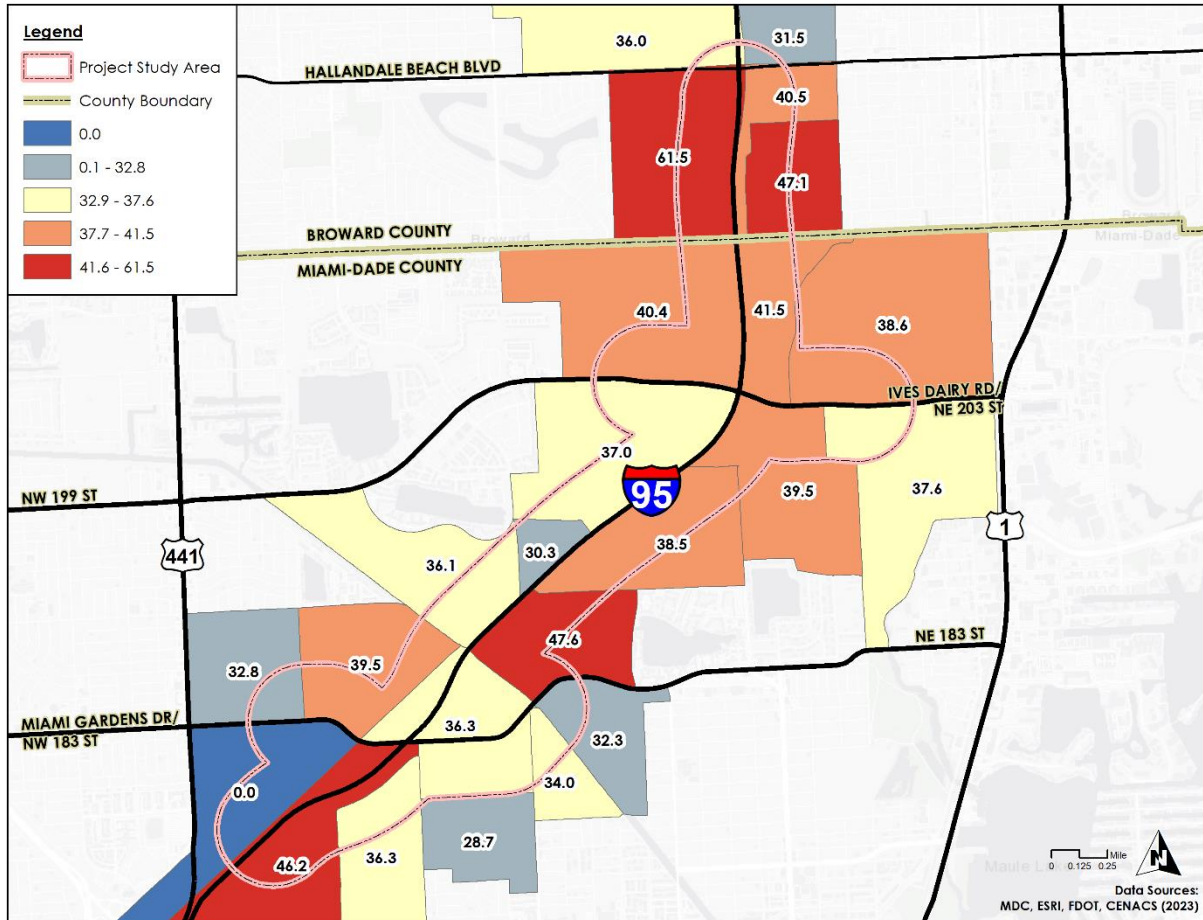 Legend
Project Study Area
County Boundary
0.0
0.1 - 32.8
32.9 - 37.6
37.7 - 41.5
41.6 - 61.5
36.0
31.5
HALLANDALE BEACH BLVD
40.5
61.5
47.1
BROWARD COUNTY
MIAMI-DADE COUNTY
Broward
Broward
Miami-Dade
40.4
41.5
38.6
IVES DAIRY RD/
NE 203 ST
37.0
95
39.5
37.6
NW 199 ST
441
1
30.3
38.5
36.1
47.6
NE 183 ST
32.8
39.5
MIAMI GARDENS DR/
NW 183 ST
36.3
32.3
34.0
0.0
28.7
46.2
36.3
Maule Lake
Mile
0 0.125 0.25
N
Data Sources:
MDC, ESRI, FDOT, CENACS (2023)